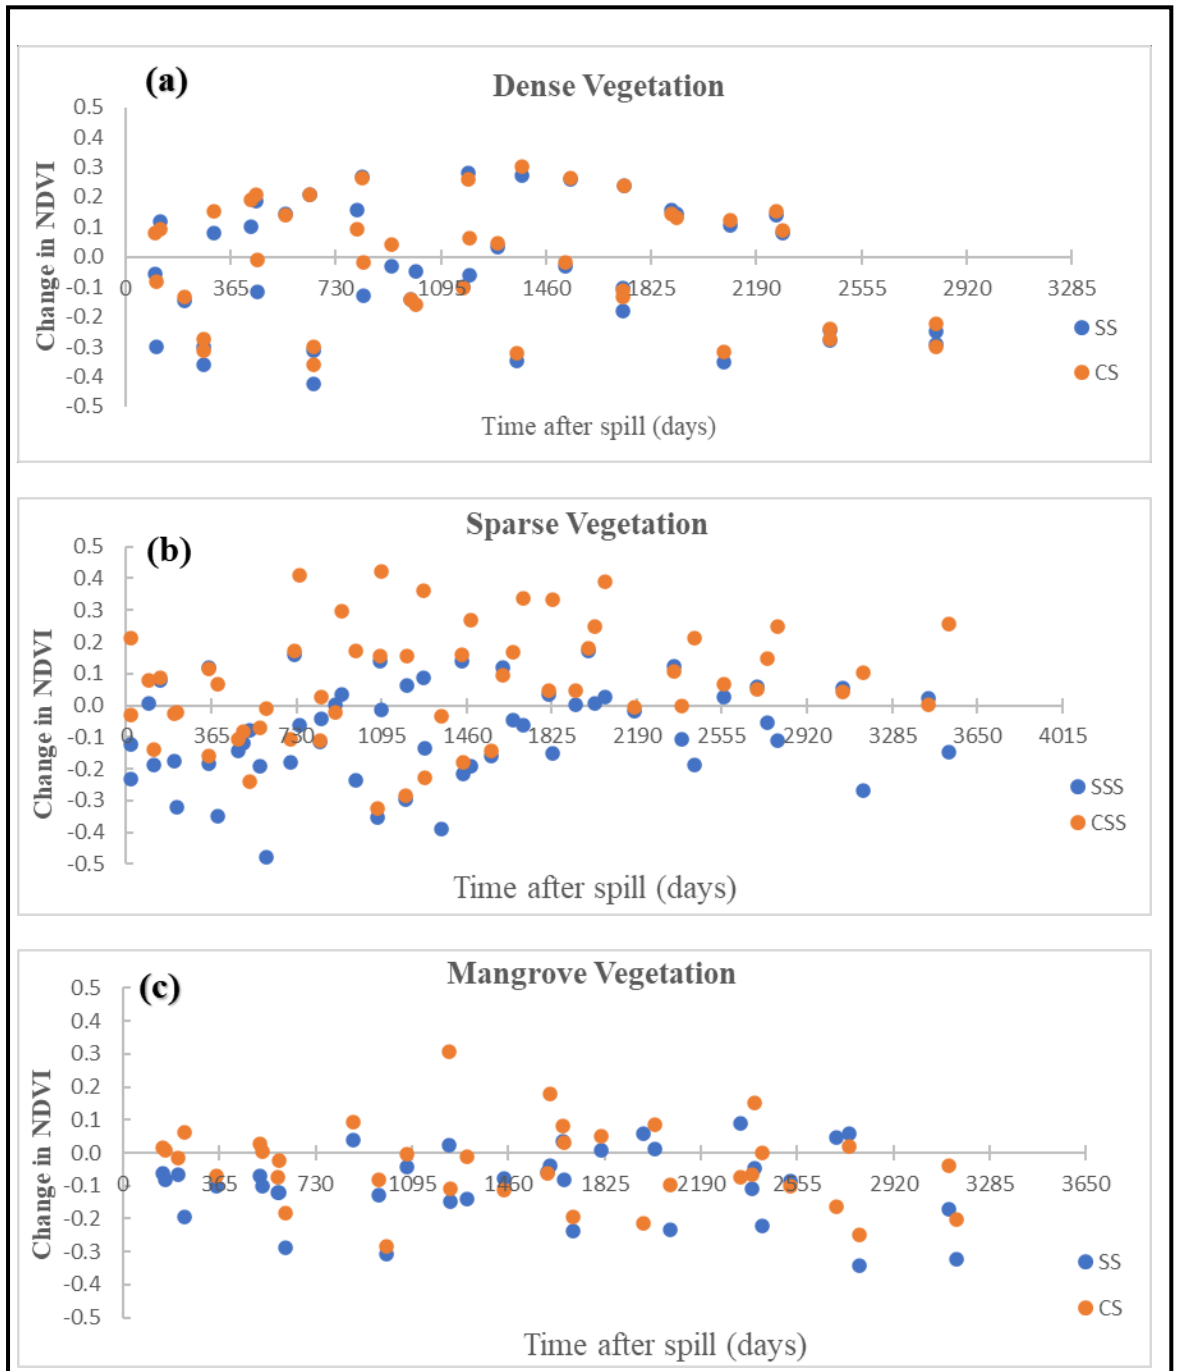 (a)
Dense Vegetation
0.5
0.4
0.3
0.2
0.1
0.0
-0.1
-0.2
-0.3
-0.4
-0.5
Change in NDVI
0 365 730 1095 1460 1825 2190 2555 2920 3285
SS
CS
Time after spill (days)
(b)
Sparse Vegetation
0.5
0.4
0.3
0.2
0.1
0.0
-0.1
-0.2
-0.3
-0.4
-0.5
Change in NDVI
0 365 730 1095 1460 1825 2190 2555 2920 3285 3650 4015
SSS
CSS
Time after spill (days)
(c)
Mangrove Vegetation
0.5
0.4
0.3
0.2
0.1
0.0
-0.1
-0.2
-0.3
-0.4
-0.5
Change in NDVI
0 365 730 1095 1460 1825 2190 2555 2920 3285 3650
SS
CS
Time after spill (days)